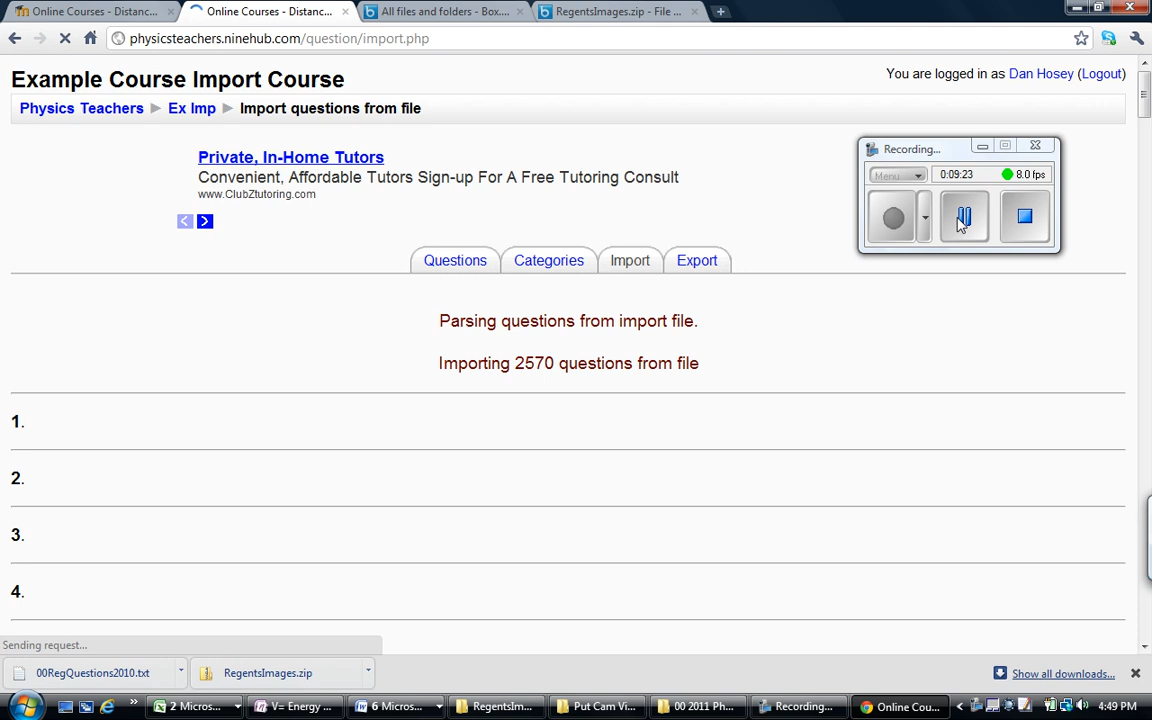 Online Courses - Distanc...
Online Courses - Distanc...
All files and folders - Box....
RegentsImages.zip - File ...
physicsteachers.ninehub.com/question/import.php
Example Course Import Course
You are logged in as Dan Hosey (Logout)
Physics Teachers ► Ex Imp ► Import questions from file
Private, In-Home Tutors
Convenient, Affordable Tutors Sign-up For A Free Tutoring Consult
www.ClubZtutoring.com
< >
Recording...
Menu
0:09:23
8.0 fps
Questions
Categories
Import
Export
Parsing questions from import file.
Importing 2570 questions from file
1.
2.
3.
4.
Sending request...
00RegQuestions2010.txt
RegentsImages.zip
Show all downloads...
2 Micros...
V= Energy ...
6 Micros...
RegentsIm...
Put Cam Vi...
00 2011 Ph...
Recording...
Online Cou...
4:49 PM